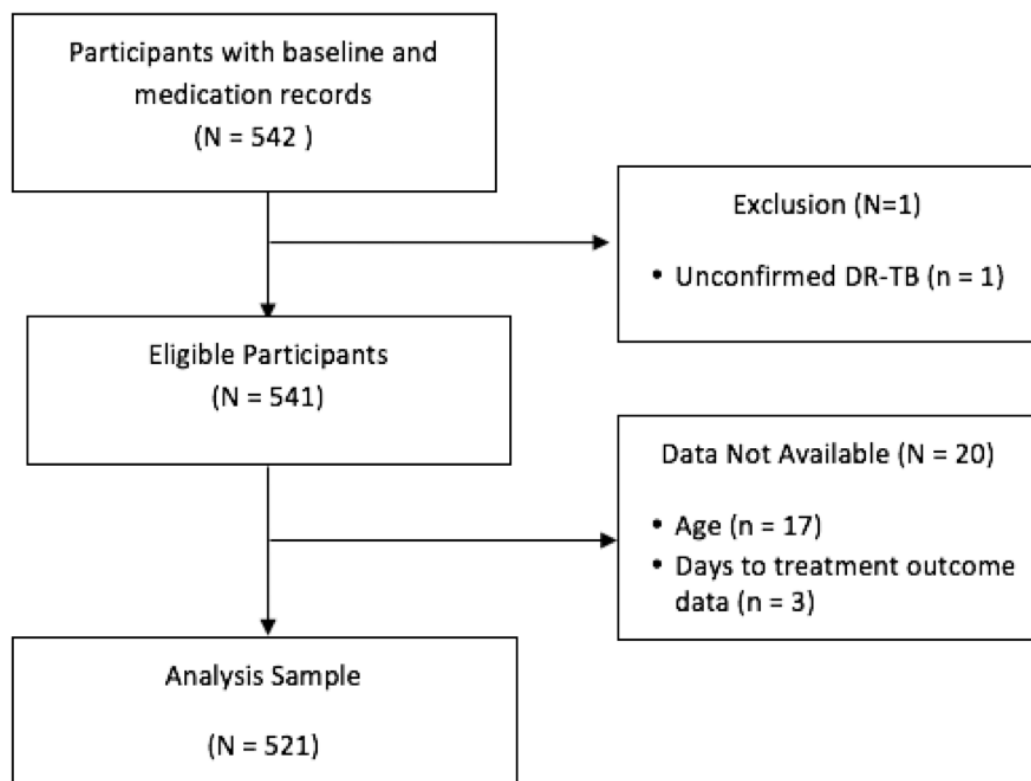 Participants with baseline and
medication records
(N = 542 )
Exclusion (N=1)
• Unconfirmed DR-TB (n = 1)
Eligible Participants
(N = 541)
Data Not Available (N = 20)
• Age (n = 17)
• Days to treatment outcome
data (n = 3)
Analysis Sample
(N = 521)